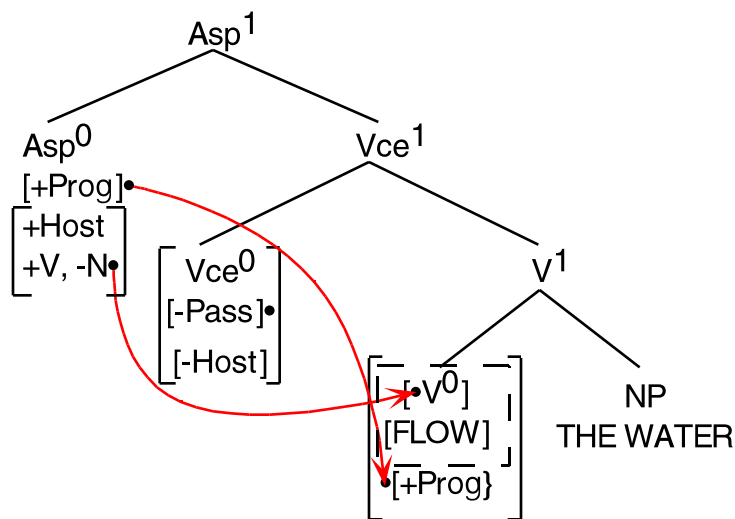 Asp1
Asp0
Vce1
[+Prog]
+Host
+V, -N
Vce0
[-Pass]
[-Host]
V1
[V0]
[FLOW]
[+Prog}
NP
THE WATER